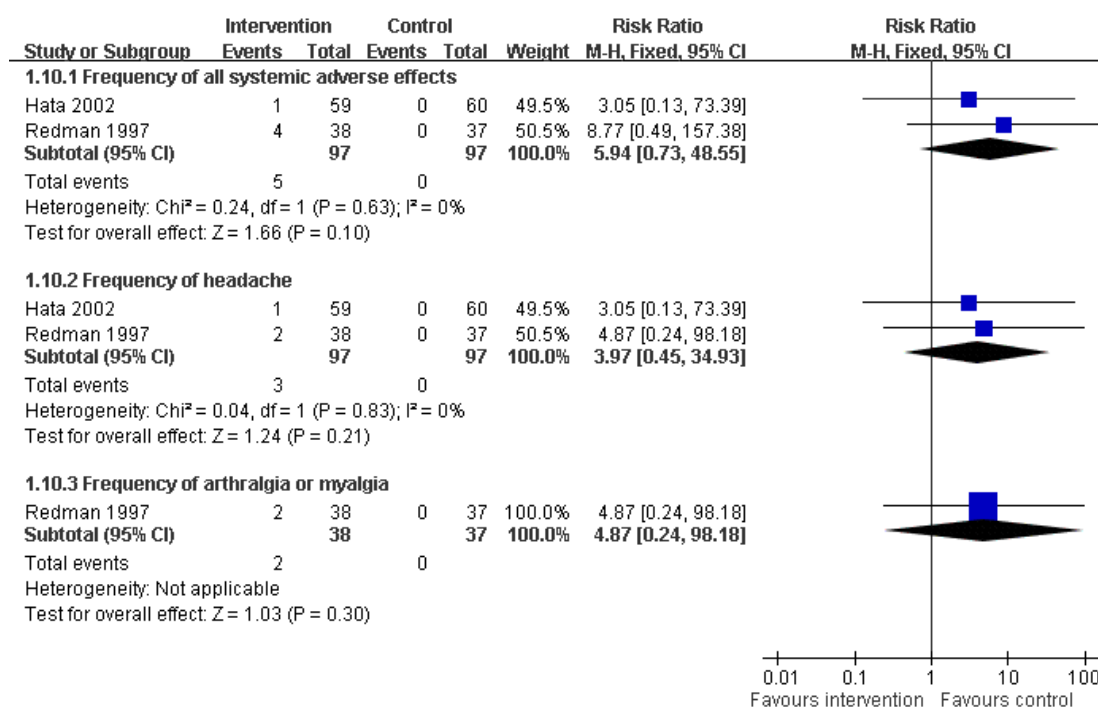 Intervention Control Risk Ratio Risk Ratio
Study or Subgroup Events Total Events Total Weight M-H, Fixed, 95% CI M-H, Fixed, 95% CI
1.10.1 Frequency of all systemic adverse effects
Hata 2002 1 59 0 60 49.5% 3.05 [0.13, 73.39]
Redman 1997 4 38 0 37 50.5% 8.77 [0.49, 157.38]
Subtotal (95% CI) 97 97 100.0% 5.94 [0.73, 48.55]
Total events 5 0
Heterogeneity: Chi² = 0.24, df = 1 (P = 0.63); I² = 0%
Test for overall effect: Z = 1.66 (P = 0.10)
1.10.2 Frequency of headache
Hata 2002 1 59 0 60 49.5% 3.05 [0.13, 73.39]
Redman 1997 2 38 0 37 50.5% 4.87 [0.24, 98.18]
Subtotal (95% CI) 97 97 100.0% 3.97 [0.45, 34.93]
Total events 3 0
Heterogeneity: Chi² = 0.04, df = 1 (P = 0.83); I² = 0%
Test for overall effect: Z = 1.24 (P = 0.21)
1.10.3 Frequency of arthralgia or myalgia
Redman 1997 2 38 0 37 100.0% 4.87 [0.24, 98.18]
Subtotal (95% CI) 38 37 100.0% 4.87 [0.24, 98.18]
Total events 2 0
Heterogeneity: Not applicable
Test for overall effect: Z = 1.03 (P = 0.30)
0.01 0.1 1 10 100
Favours intervention Favours control